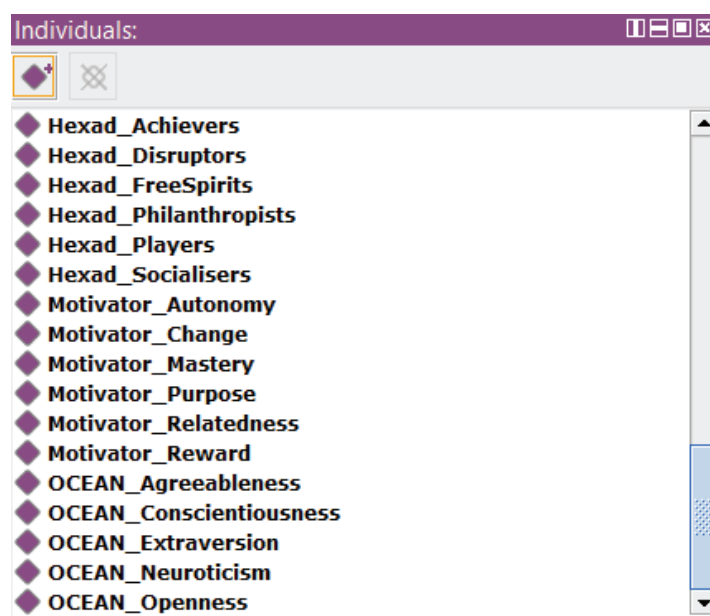 Individuals:
Hexad_Achievers
Hexad_Disruptors
Hexad_FreeSpirits
Hexad_Philanthropists
Hexad_Players
Hexad_Socialisers
Motivator_Autonomy
Motivator_Change
Motivator_Mastery
Motivator_Purpose
Motivator_Relatedness
Motivator_Reward
OCEAN_Agreeableness
OCEAN_Conscientiousness
OCEAN_Extraversion
OCEAN_Neuroticism
OCEAN_Openness